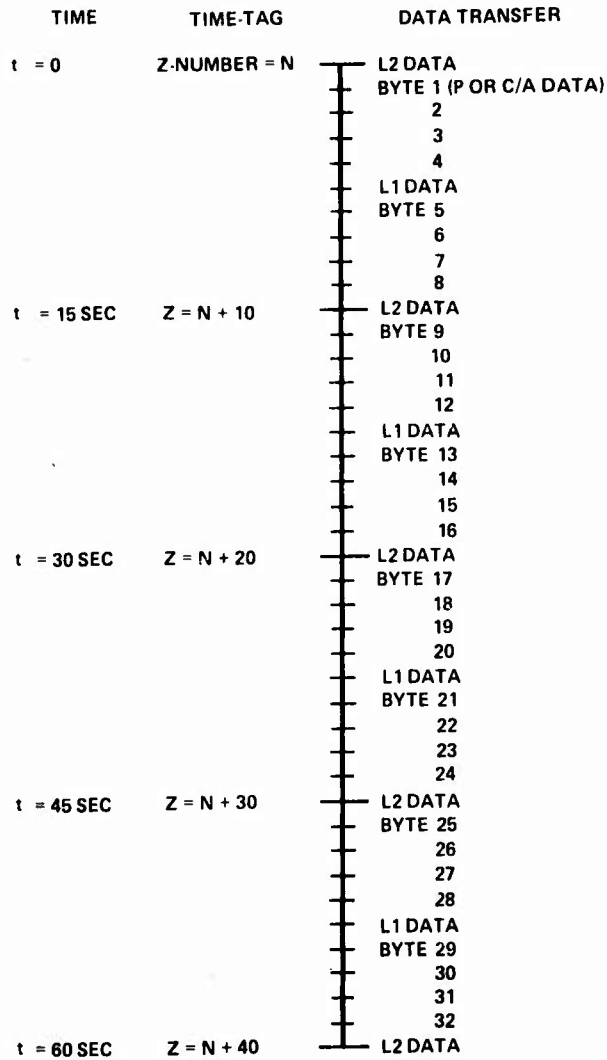 TIME TIME-TAG DATA TRANSFER
t = 0 Z-NUMBER = N L2 DATA
BYTE 1 (P OR C/A DATA)
2
3
4
L1 DATA
BYTE 5
6
7
8
t = 15 SEC Z = N + 10 L2 DATA
BYTE 9
10
11
12
L1 DATA
BYTE 13
14
15
16
t = 30 SEC Z = N + 20 L2 DATA
BYTE 17
18
19
20
L1 DATA
BYTE 21
22
23
24
t = 45 SEC Z = N + 30 L2 DATA
BYTE 25
26
27
28
L1 DATA
BYTE 29
30
31
32
t = 60 SEC Z = N + 40 L2 DATA